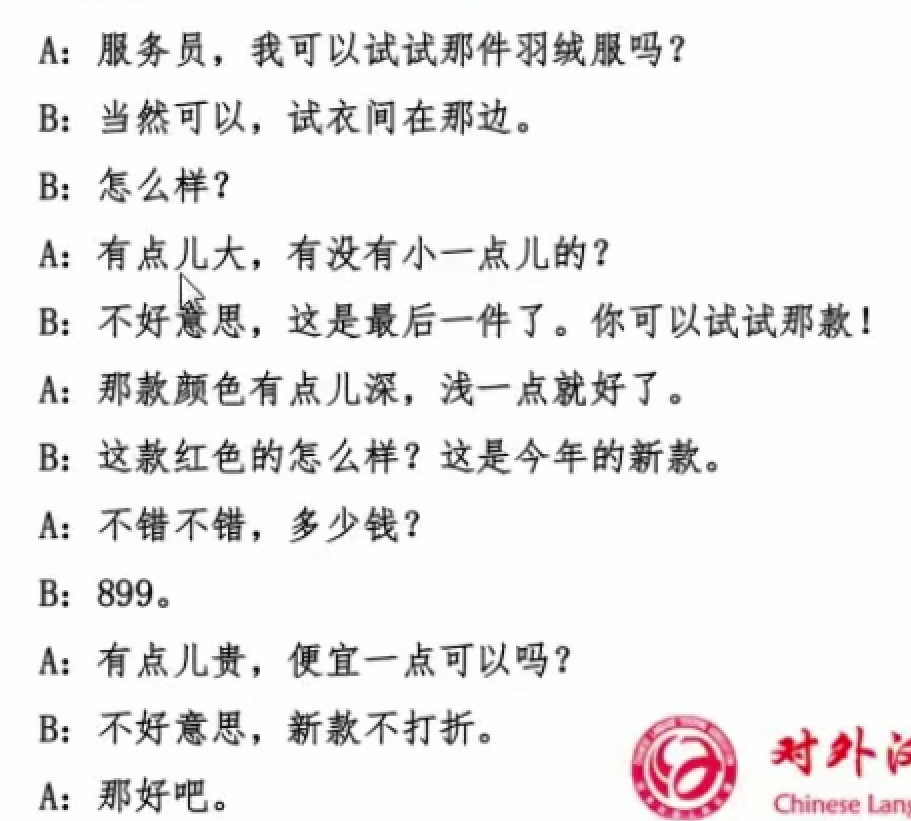 A：服务员，我可以试试那件羽绒服吗？
B：当然可以，试衣间在那边。
B：怎么样？
A：有点儿大，有没有小一点儿的？
B：不好意思，这是最后一件了。你可以试试那款！
A：那款颜色有点儿深，浅一点就好了。
B：这款红色的怎么样？这是今年的新款。
A：不错不错，多少钱？
B：899。
A：有点儿贵，便宜一点可以吗？
B：不好意思，新款不打折。
A：那好吧。
对外汉
Chinese Lang